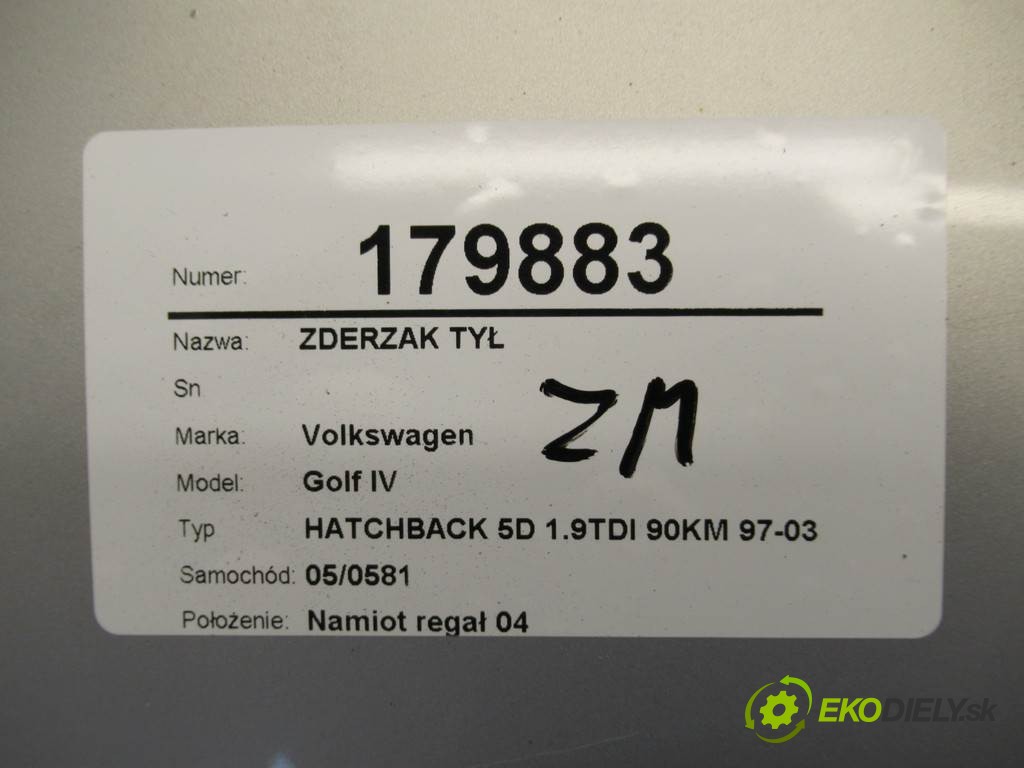 Numer: 179883
Nazwa: ZDERZAK TYŁ
Sn
ZM
Marka: Volkswagen
Model: Golf IV
Typ HATCHBACK 5D 1.9TDI 90KM 97-03
Samochód: 05/0581
Położenie: Namiot regał 04
EKODIELY.sk